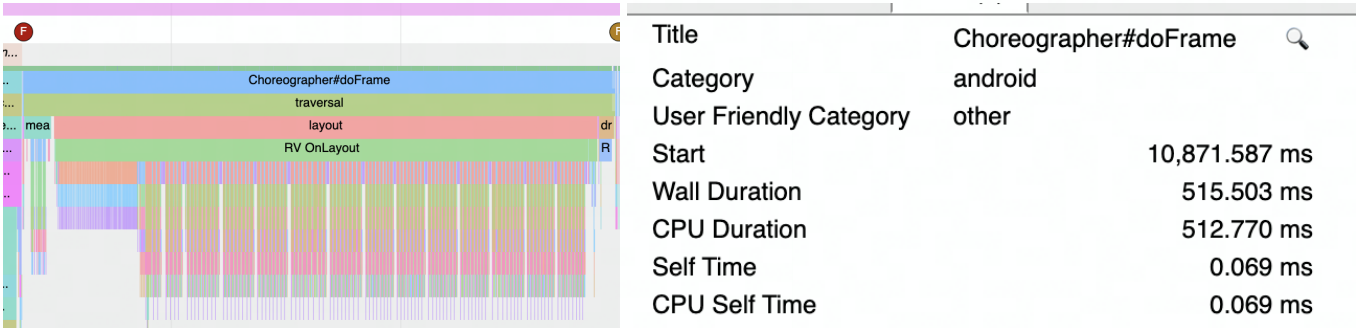 F
F
n...
..
Choreographer#doFrame
c...
traversal
e...
mea
layout
dr
...
RV OnLayout
R
..
..
..
.
Title
Choreographer#doFrame
Category
android
User Friendly Category
other
Start
10,871.587 ms
Wall Duration
515.503 ms
CPU Duration
512.770 ms
Self Time
0.069 ms
CPU Self Time
0.069 ms